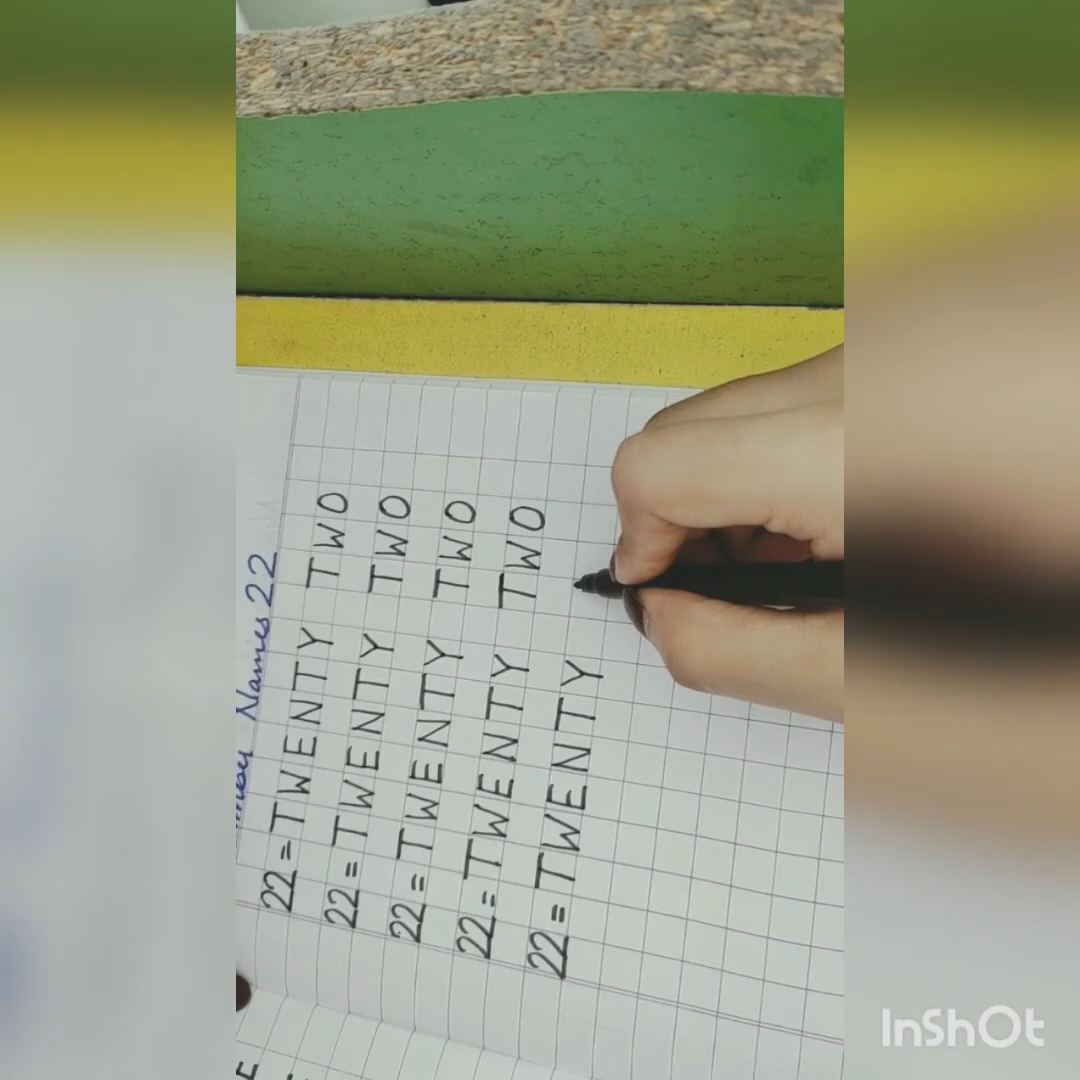 Names 22
22 = TWENTY TWO
22 = TWENTY TWO
22 = TWENTY TWO
22 = TWENTY TWO
22 = TWENTY
InShOt